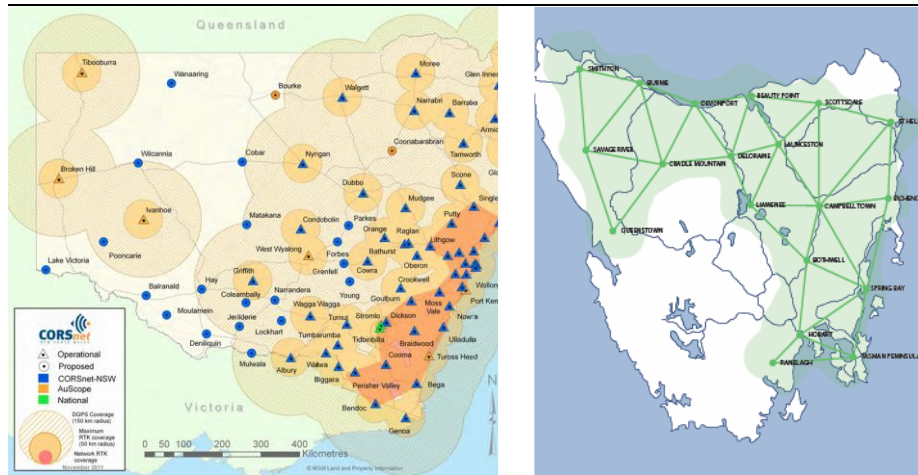 Queensland
Tibooburra
Wanaaring
Bourke
Moree
Glen Innes
Walgett
Narrabri
Barraba
Coonabarabran
Tamworth
Broken Hill
Wilcannia
Cobar
Nyngan
Scone
Dubbo
Mudgee
Ivanhoe
Matakana
Condobolin
Parkes
Orange
Raglan
Putty
Lithgow
Pooncarie
West Wyalong
Forbes
Bathurst
Lake Victoria
Grenfell
Cowra
Oberon
Balranald
Hay
Griffith
Young
Crookwell
Coleambally
Narrandera
Goulburn
Moss
Vale
Port Ken
Moulamein
Jerilderie
Wagga Wagga
Tumut
Stromlo
Dickson
Nowra
Deniliquin
Lockhart
Tumbarumba
Tidbinbilla
Braidwood
Ulladulla
Mulwala
Albury
Walwa
Cooma
Tuross Head
Biggara
Perisher Valley
Bega
Bendoc
Genoa
Victoria
CORSnet
Operational
Proposed
CORSnet-NSW
AuScope
National
DGPS Coverage
(150 km radius)
Maximum
RTK coverage
(50 km radius)
Network RTK
coverage
November 2011
0 50 100 200 300 400
Kilometres
© NSW Land and Property Information
N
SMITHTON
BURNIE
DEVONPORT
BEAUTY POINT
SCOTTSDALE
ST HEL
SAVAGE RIVER
CRADLE MOUNTAIN
DELORAINE
LAUNCESTON
QUEENSTOWN
LIAWENEE
CAMPBELL TOWN
BICHENO
BOTHWELL
SPRING BAY
HOBART
RANELAGH
TASMAN PENINSULA